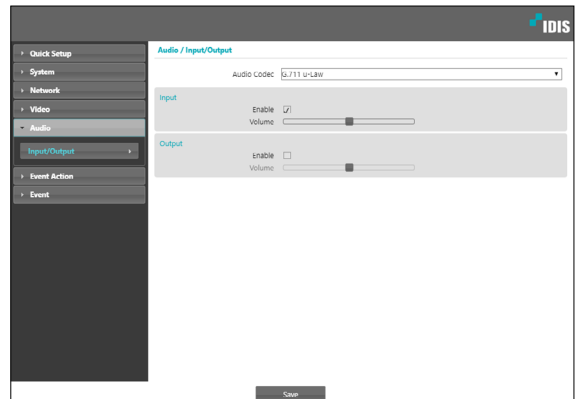 IDIS
Quick Setup
System
Network
Video
Audio
Input/Output
Event Action
Event
Audio / Input/Output
Audio Codec G.711 u-Law
Input
Enable
Volume
Output
Enable
Volume
Save